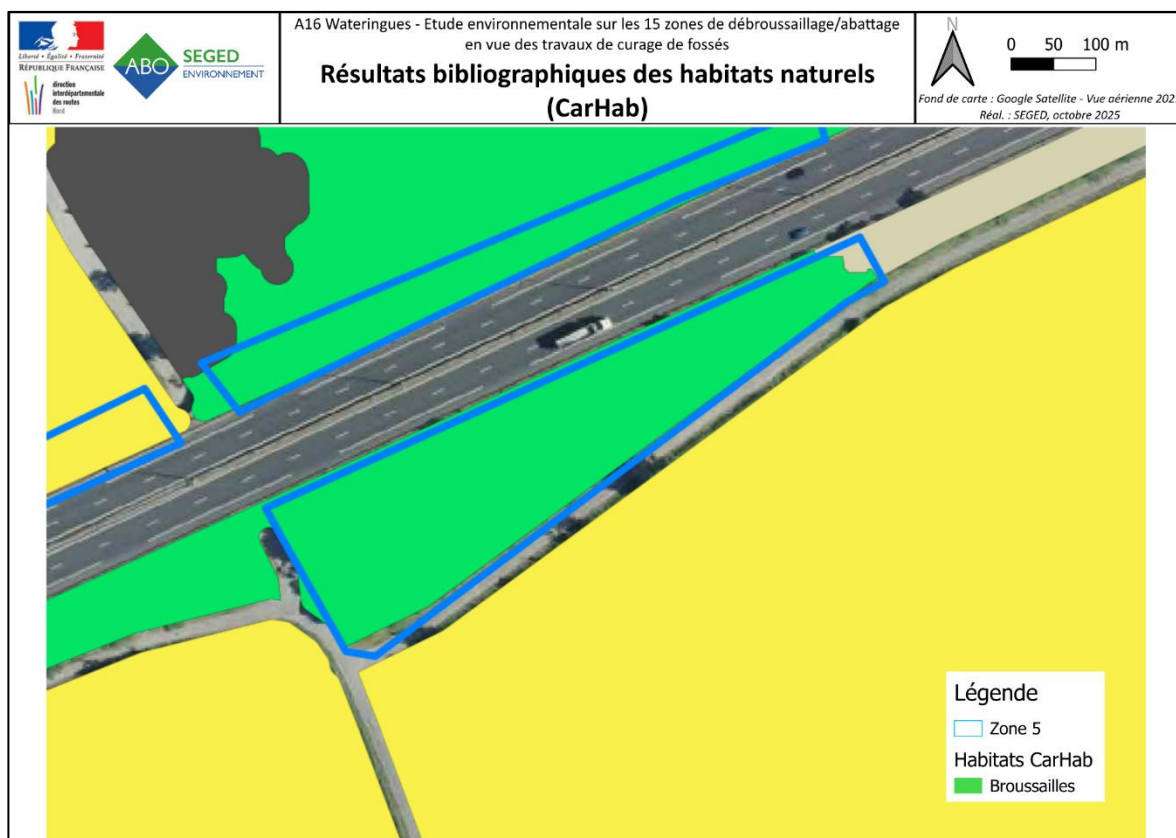 Liberté • Égalité • Fraternité
RÉPUBLIQUE FRANÇAISE
direction
interdépartementale
des routes
Nord
ABO
SEGED
ENVIRONNEMENT
A16 Wateringues - Etude environnementale sur les 15 zones de débroussaillage/abattage
en vue des travaux de curage de fossés
Résultats bibliographiques des habitats naturels
(CarHab)
N
0 50 100 m
Fond de carte : Google Satellite - Vue aérienne 202
Réal. : SEGED, octobre 2025
Légende
Zone 5
Habitats CarHab
Broussailles